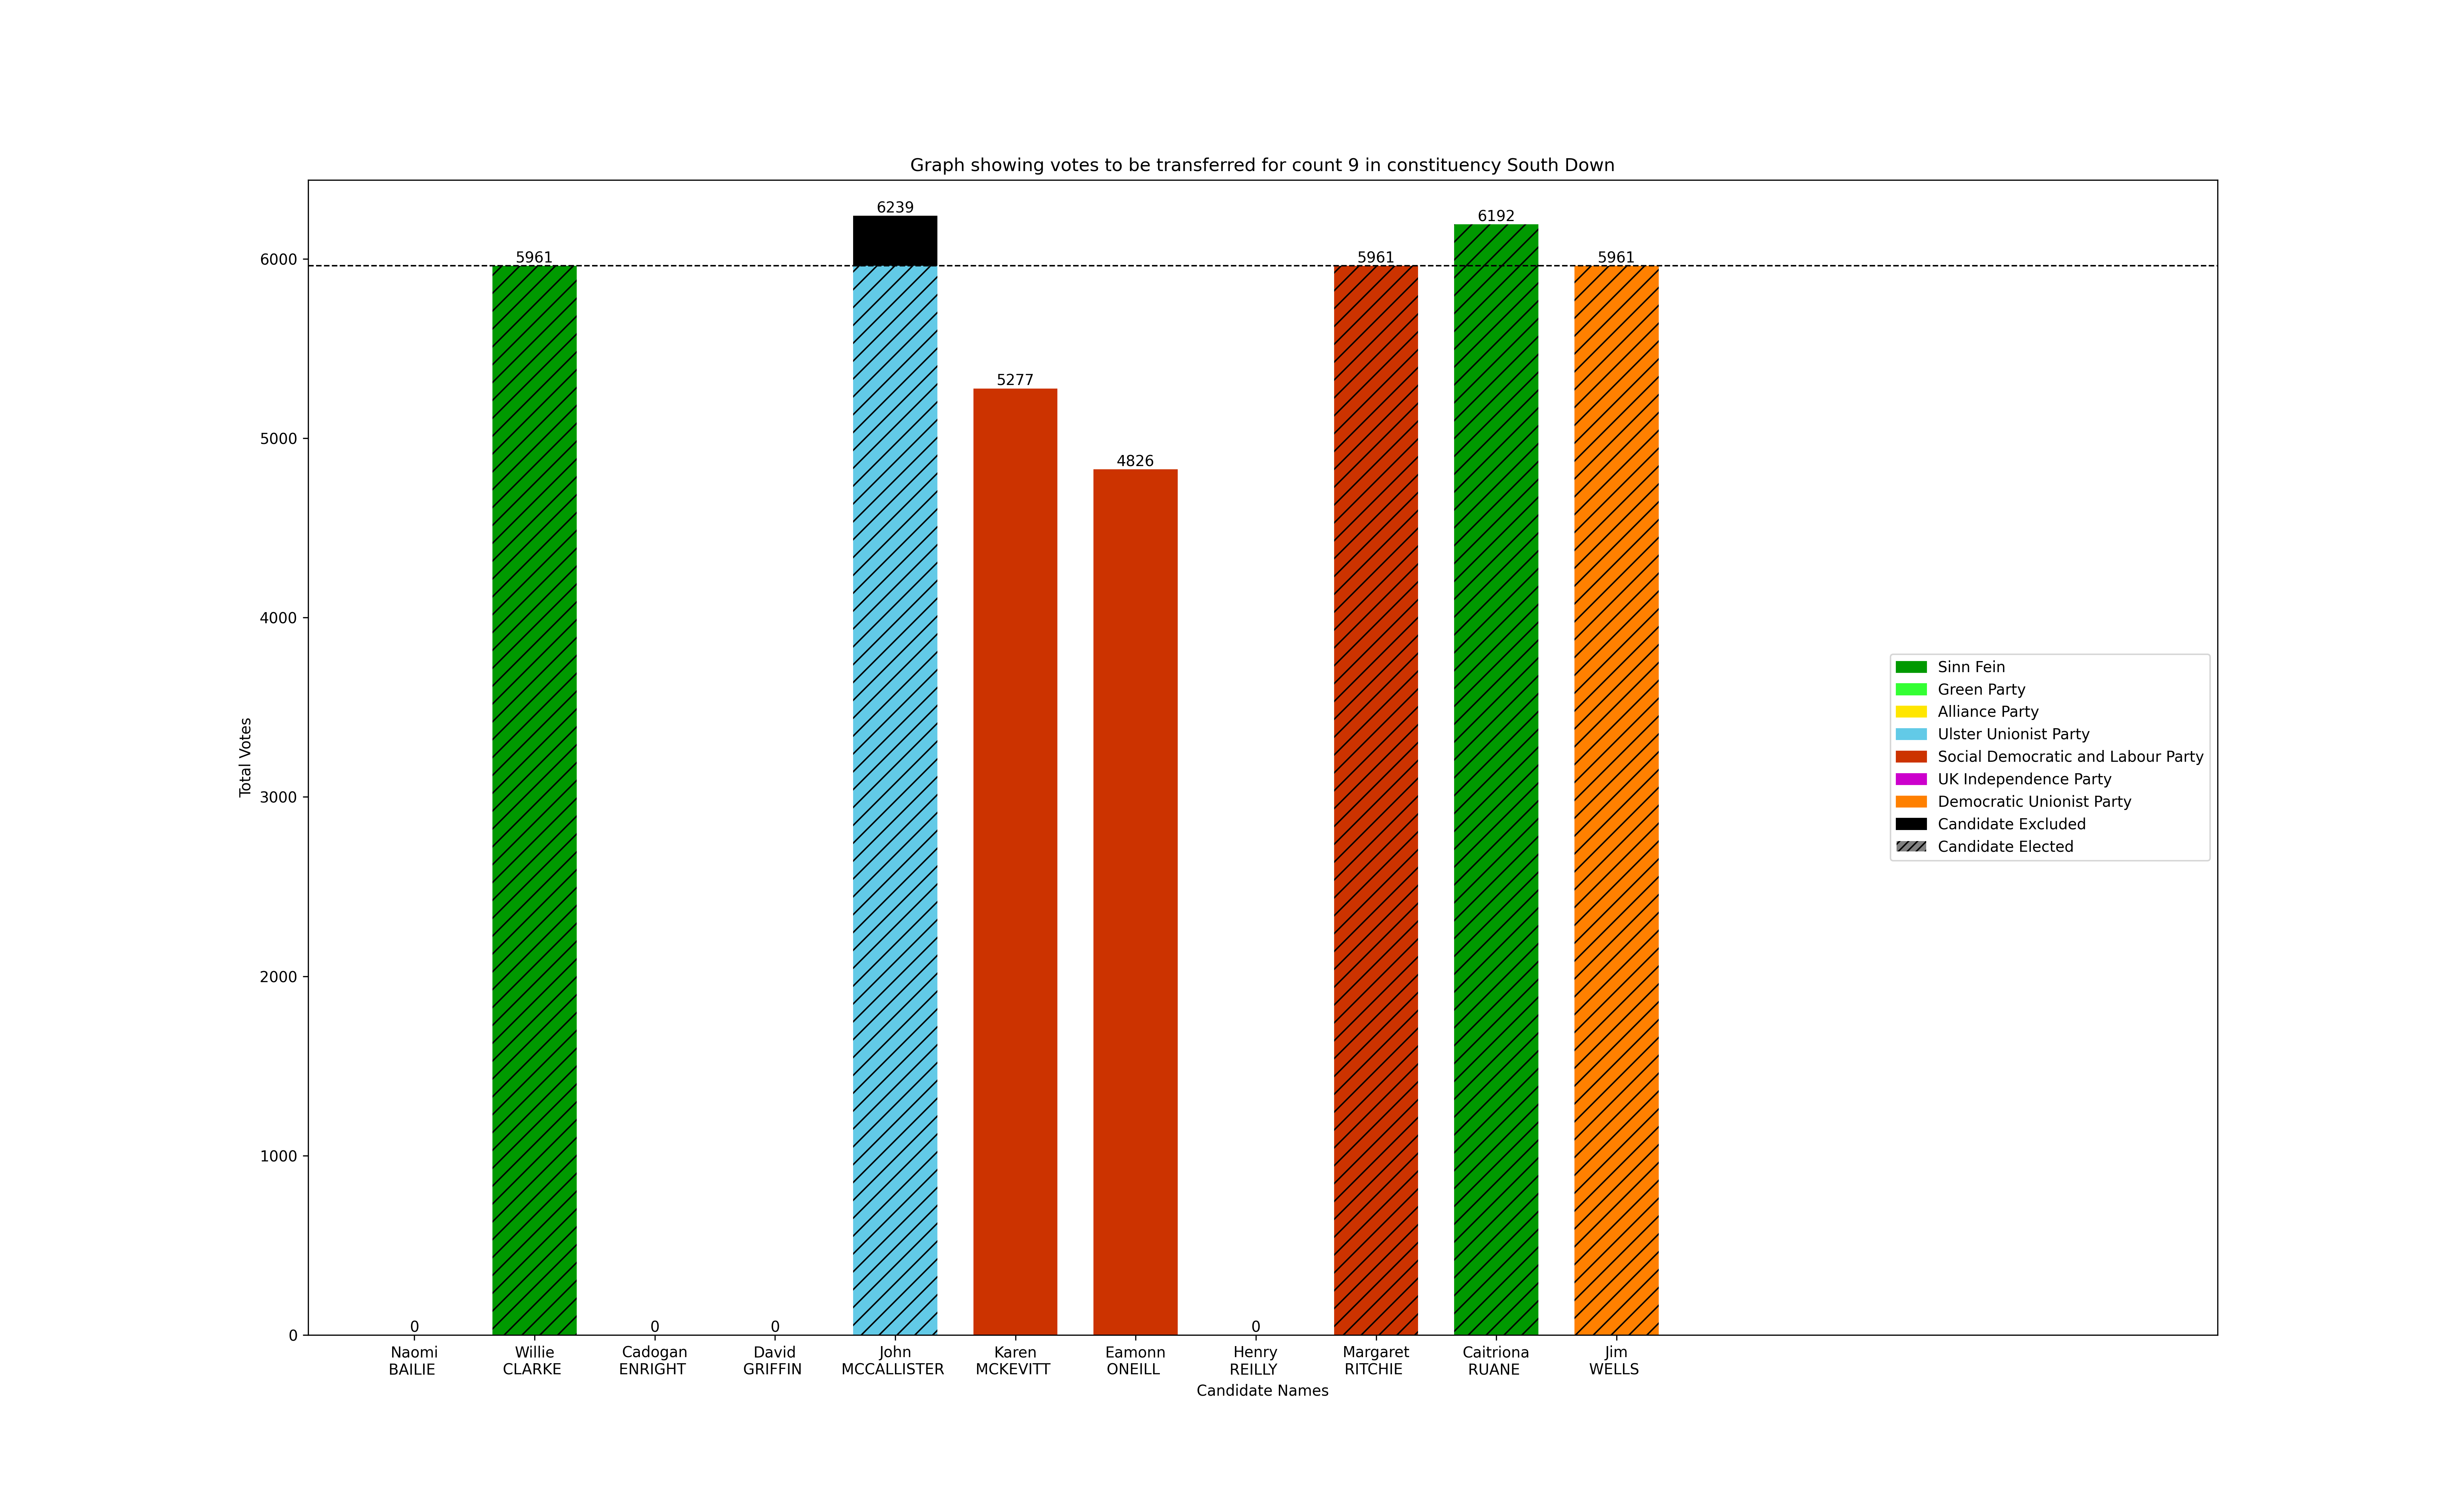 Graph showing votes to be transferred for count 9 in constituency South Down
6239
6192
5961
5961
5961
5277
4826
0
0
0
0
6000
5000
4000
3000
2000
1000
0
Total Votes
Sinn Fein
Green Party
Alliance Party
Ulster Unionist Party
Social Democratic and Labour Party
UK Independence Party
Democratic Unionist Party
Candidate Excluded
Candidate Elected
Naomi
BAILIE
Willie
CLARKE
Cadogan
ENRIGHT
David
GRIFFIN
John
MCCALLISTER
Karen
MCKEVITT
Eamonn
ONEILL
Henry
REILLY
Margaret
RITCHIE
Caitriona
RUANE
Jim
WELLS
Candidate Names